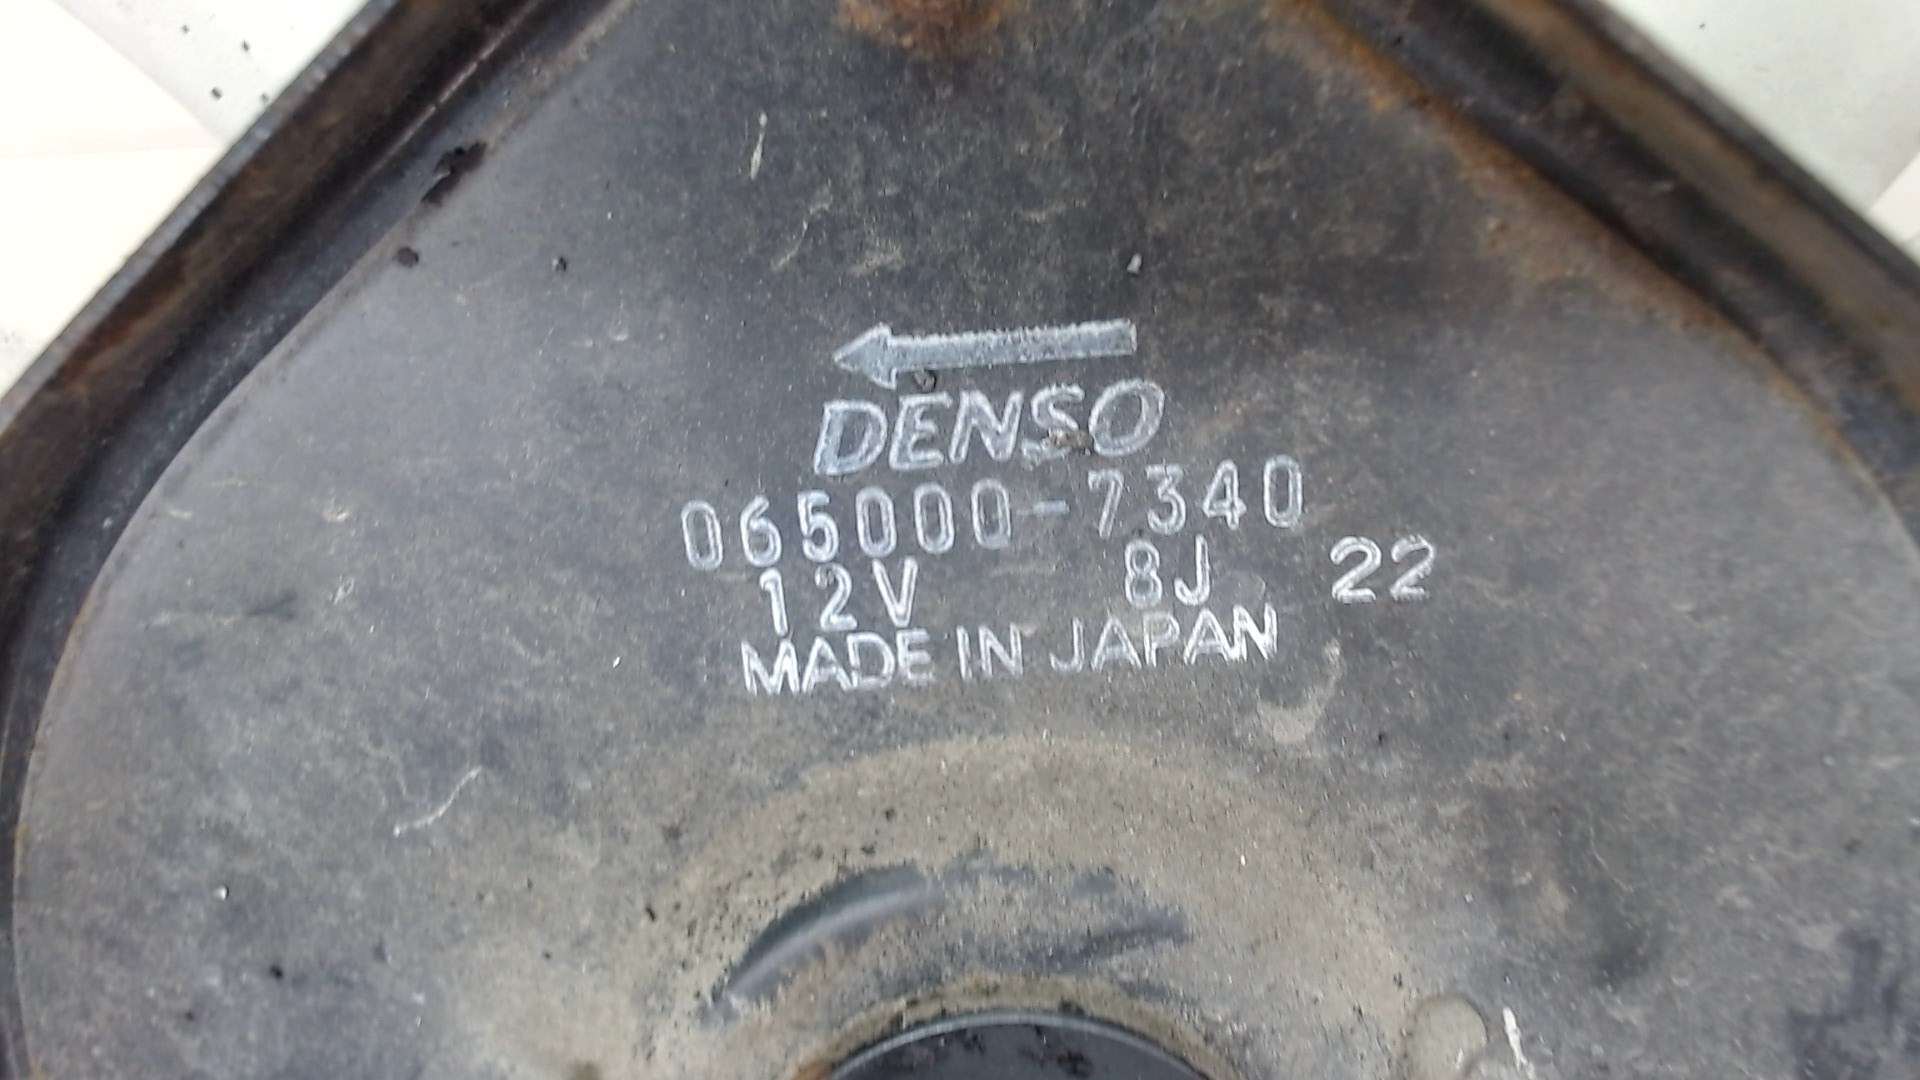 DENSO
065000-7340
12V 8J 22
MADE IN JAPAN